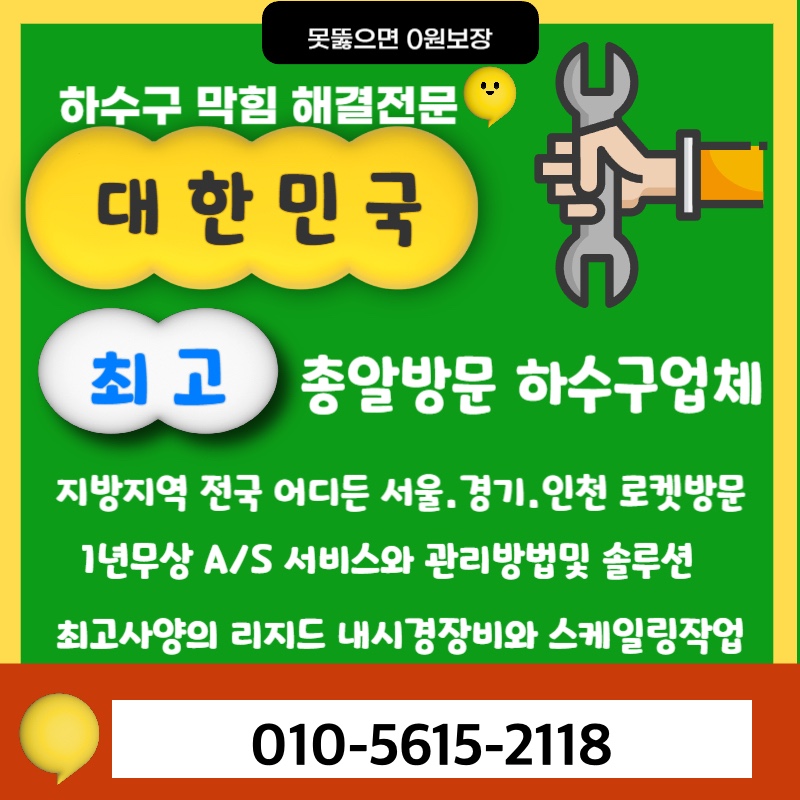 못뚫으면 0원보장
하수구 막힘 해결전문
대한민국
최고 총알방문 하수구업체
지방지역 전국 어디든 서울.경기.인천 로켓방문
1년무상 A/S 서비스와 관리방법및 솔루션
최고사양의 리지드 내시경장비와 스케일링작업
010-5615-2118